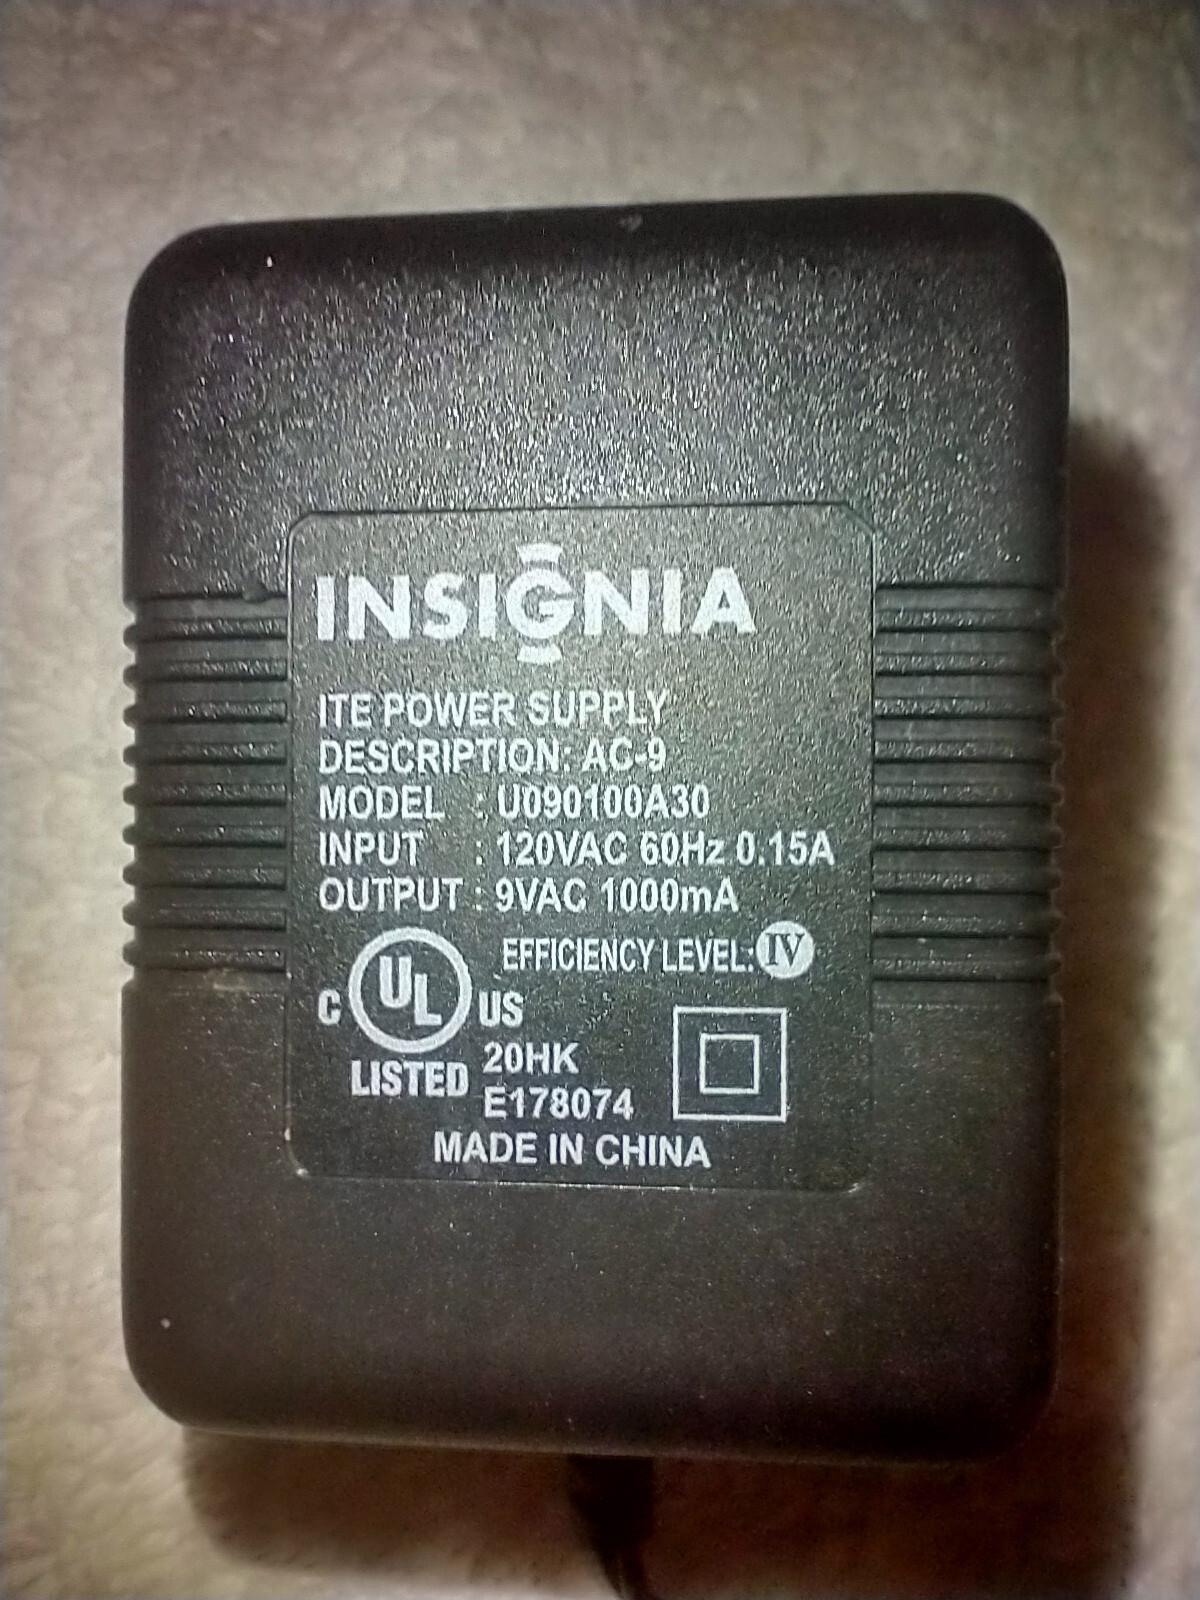 INSIGNIA
ITE POWER SUPPLY
DESCRIPTION: AC-9
MODEL : U090100A30
INPUT : 120VAC 60Hz 0.15A
OUTPUT : 9VAC 1000mA
EFFICIENCY LEVEL: IV
C UL US
LISTED 20HK
E178074
MADE IN CHINA